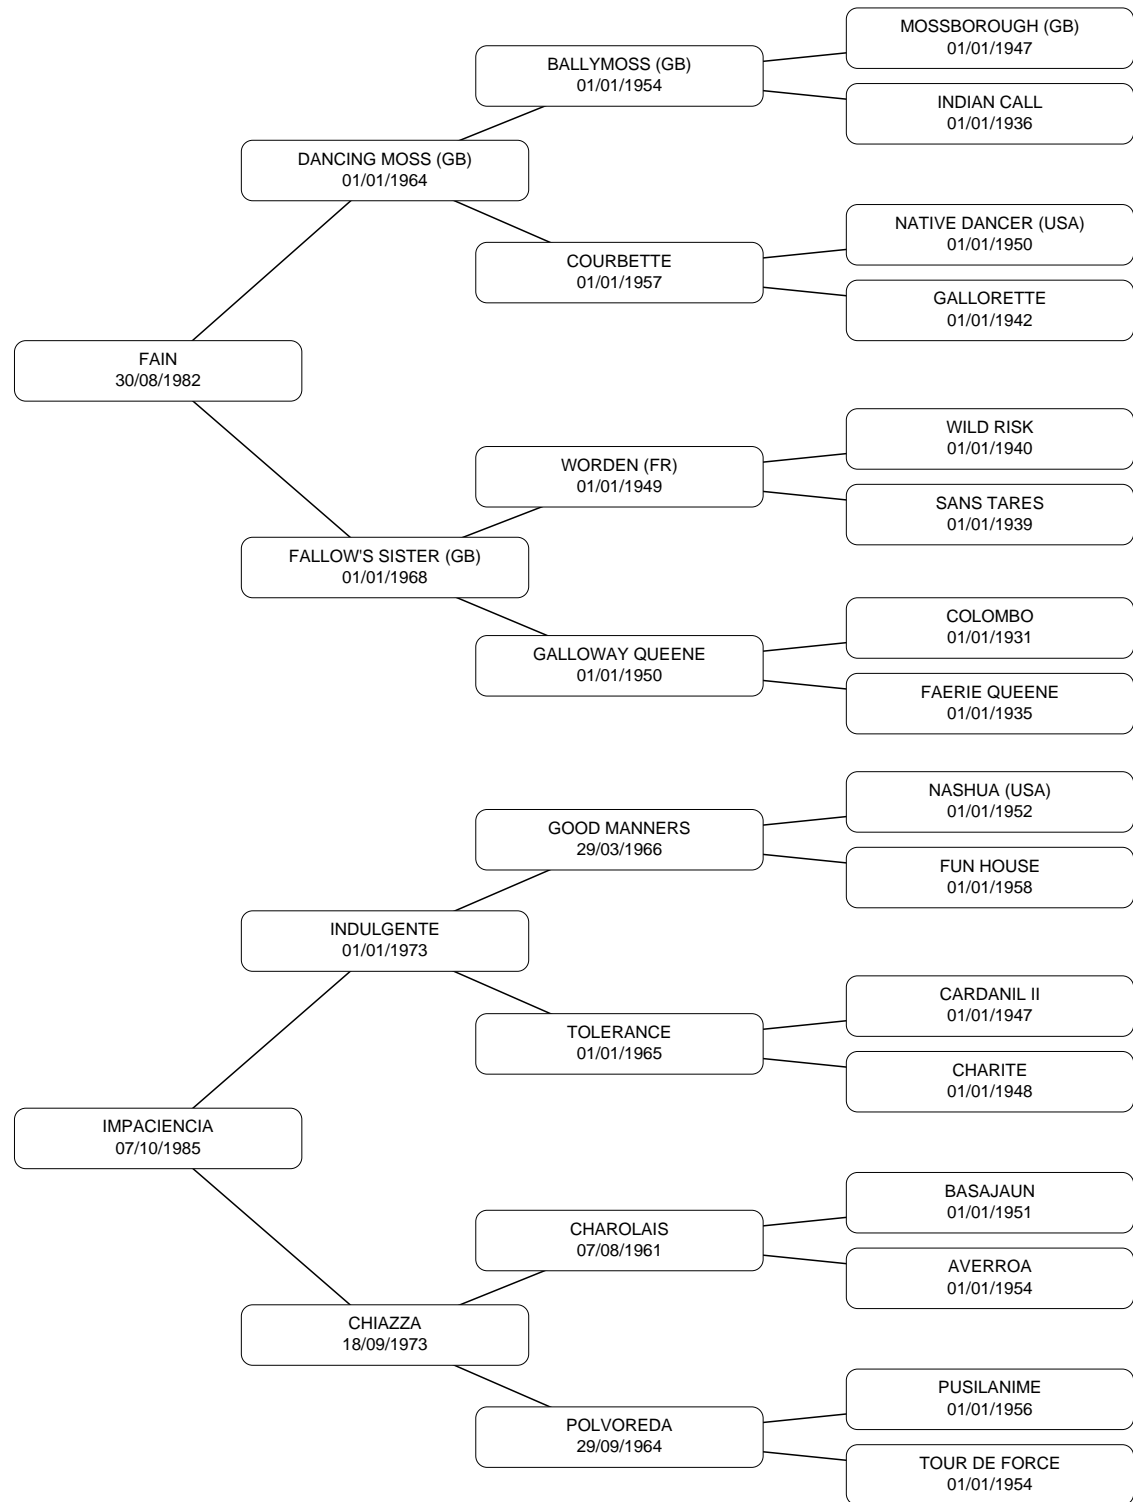 MOSSBOROUGH (GB)
01/01/1947
BALLYMOSS (GB)
01/01/1954
INDIAN CALL
01/01/1936
DANCING MOSS (GB)
01/01/1964
NATIVE DANCER (USA)
01/01/1950
COURBETTE
01/01/1957
GALLORETTE
01/01/1942
FAIN
30/08/1982
WILD RISK
01/01/1940
WORDEN (FR)
01/01/1949
SANS TARES
01/01/1939
FALLOW'S SISTER (GB)
01/01/1968
COLOMBO
01/01/1931
GALLOWAY QUEENE
01/01/1950
FAERIE QUEENE
01/01/1935
NASHUA (USA)
01/01/1952
GOOD MANNERS
29/03/1966
FUN HOUSE
01/01/1958
INDULGENTE
01/01/1973
CARDANIL II
01/01/1947
TOLERANCE
01/01/1965
CHARITE
01/01/1948
IMPACIENCIA
07/10/1985
BASAJAUN
01/01/1951
CHAROLAIS
07/08/1961
AVERROA
01/01/1954
CHIAZZA
18/09/1973
PUSILANIME
01/01/1956
POLVOREDA
29/09/1964
TOUR DE FORCE
01/01/1954